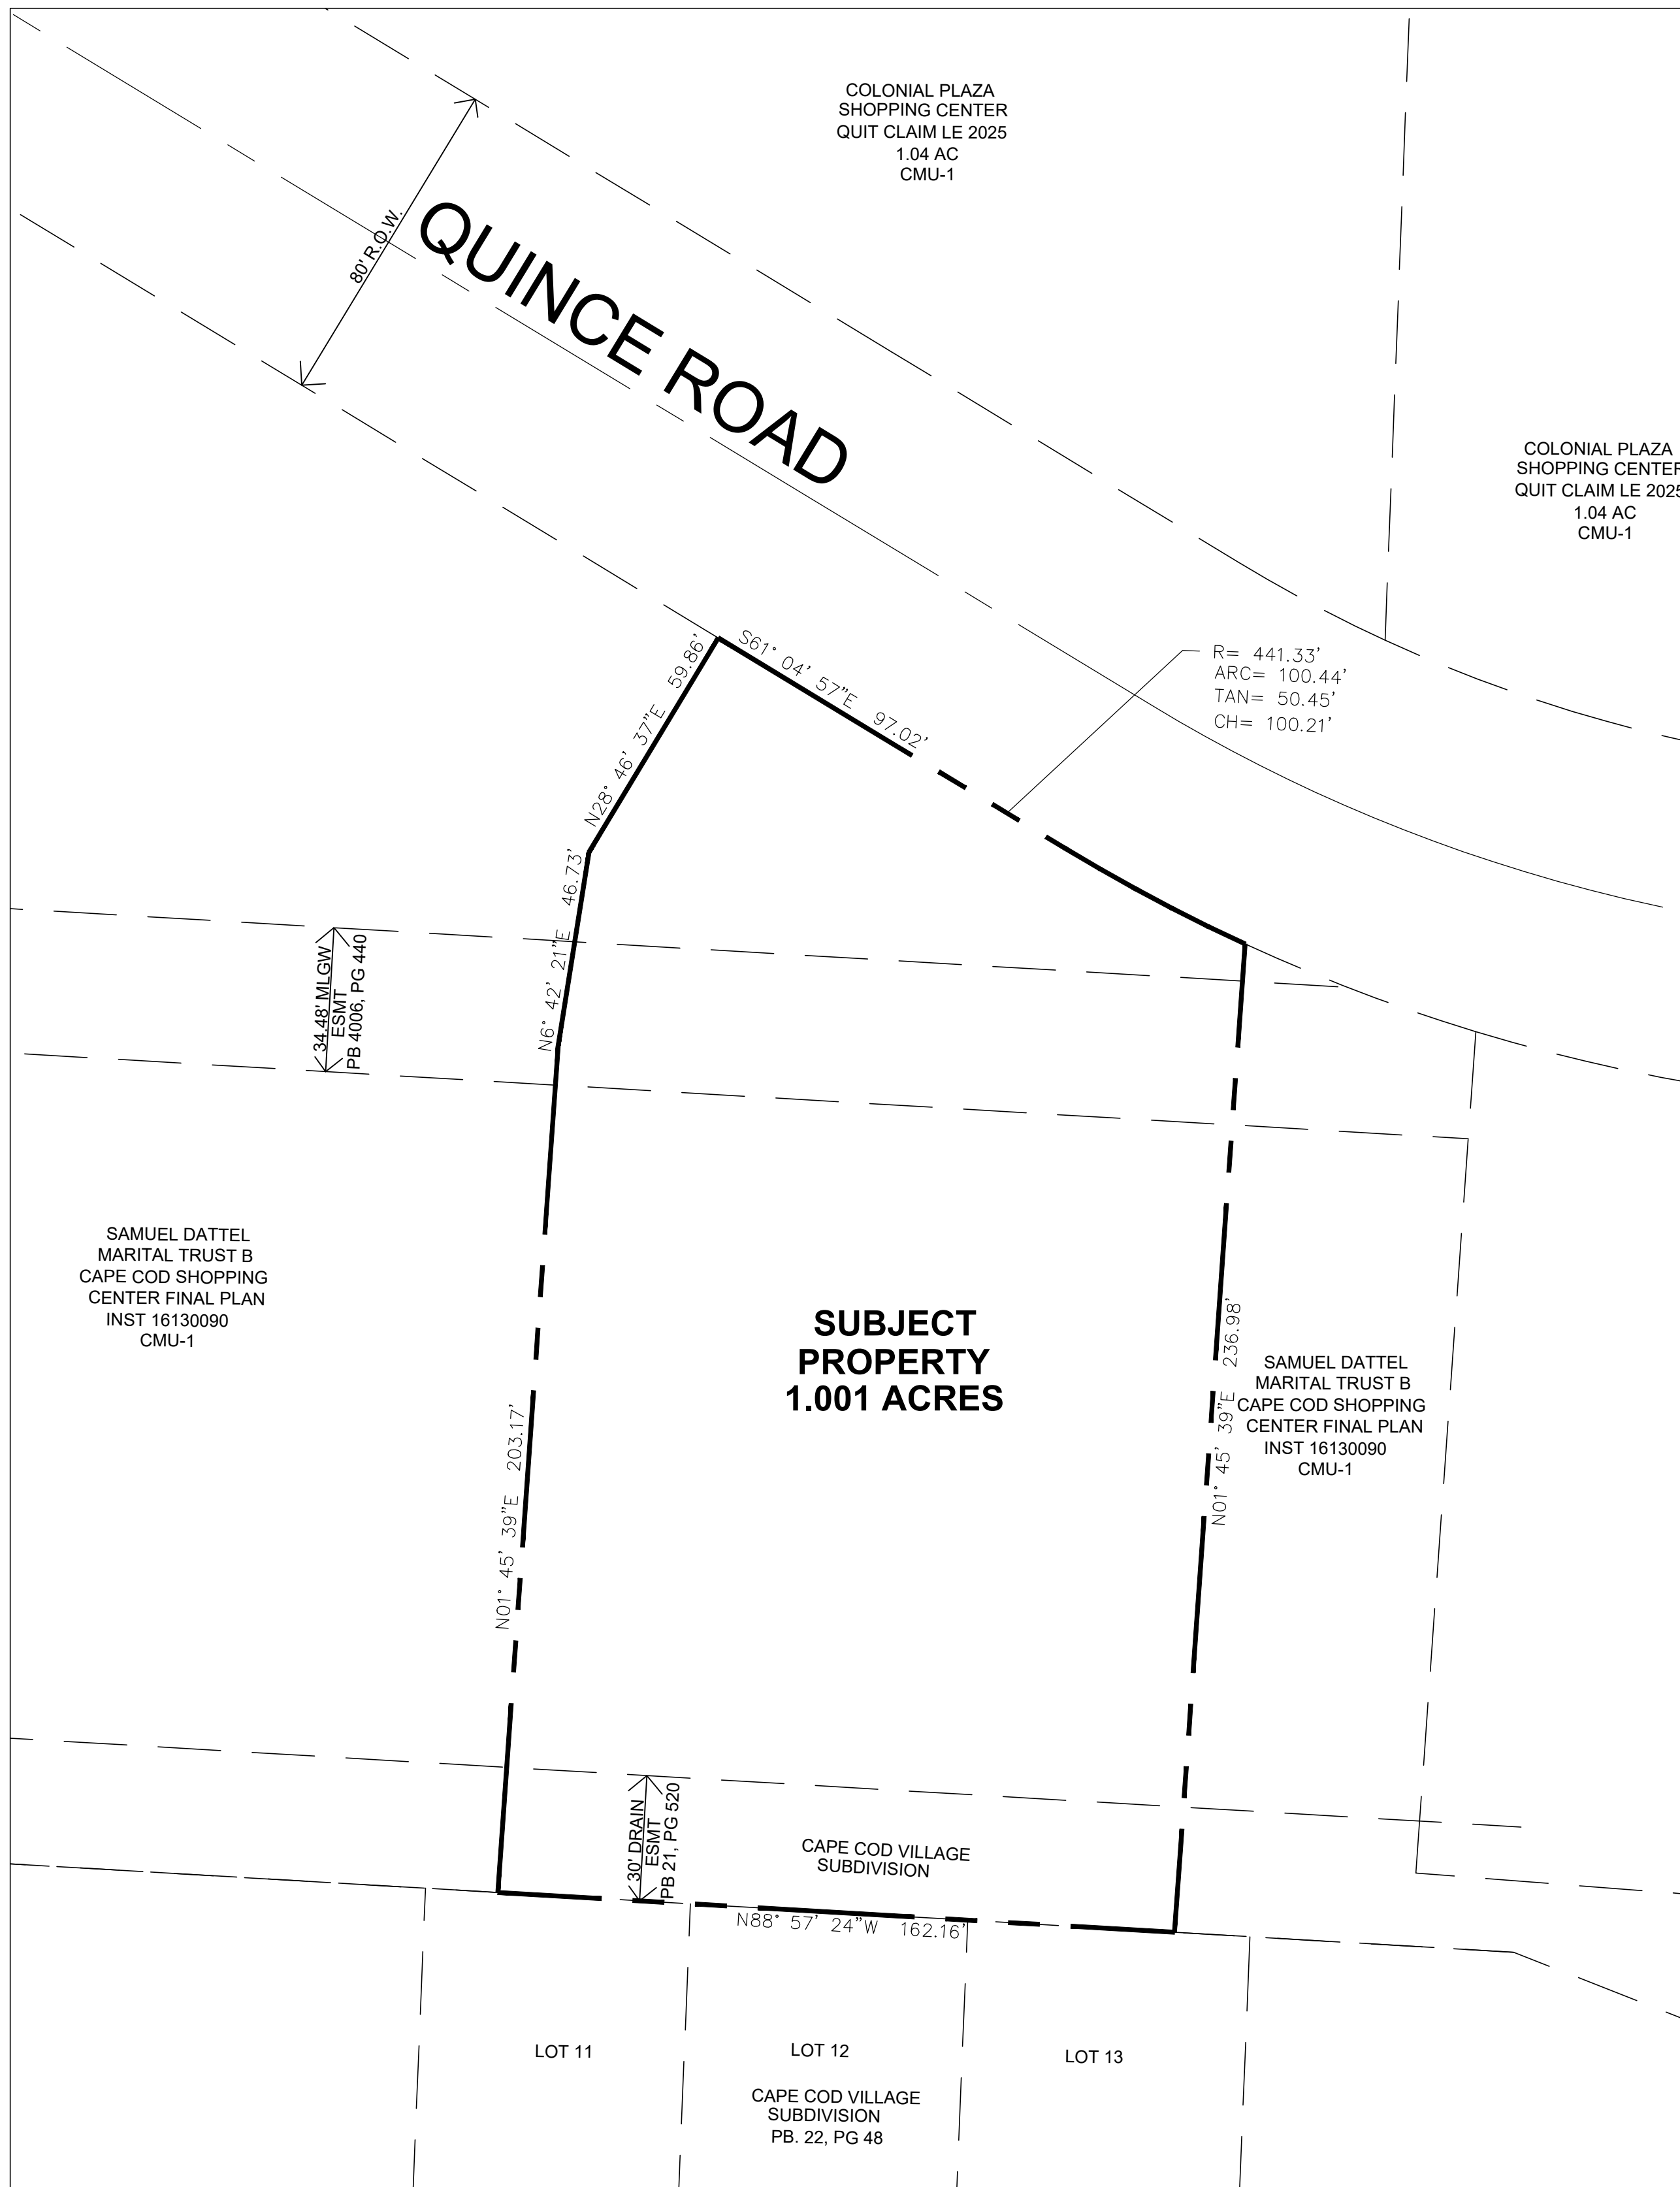 COLONIAL PLAZA
SHOPPING CENTER
QUIT CLAIM LE 2025
1.04 AC
CMU-1
80' R.O.W.
QUINCE ROAD
COLONIAL PLAZA
SHOPPING CENTER
QUIT CLAIM LE 2025
1.04 AC
CMU-1
S61° 04' 57"E 97.02'
R= 441.33'
ARC= 100.44'
TAN= 50.45'
CH= 100.21'
N28° 46' 37"E 59.86'
N6° 42' 21"E 46.73'
34.48' MLGW
ESMT
PB 4006, PG 440
SAMUEL DATTEL
MARITAL TRUST B
CAPE COD SHOPPING
CENTER FINAL PLAN
INST 16130090
CMU-1
SUBJECT
PROPERTY
1.001 ACRES
N01° 45' 39"E 236.98'
SAMUEL DATTEL
MARITAL TRUST B
CAPE COD SHOPPING
CENTER FINAL PLAN
INST 16130090
CMU-1
N01° 45' 39"E 203.17'
30' DRAIN
ESMT
PB 21, PG 520
CAPE COD VILLAGE
SUBDIVISION
N88° 57' 24"W 162.16'
LOT 11
LOT 12
LOT 13
CAPE COD VILLAGE
SUBDIVISION
PB. 22, PG 48